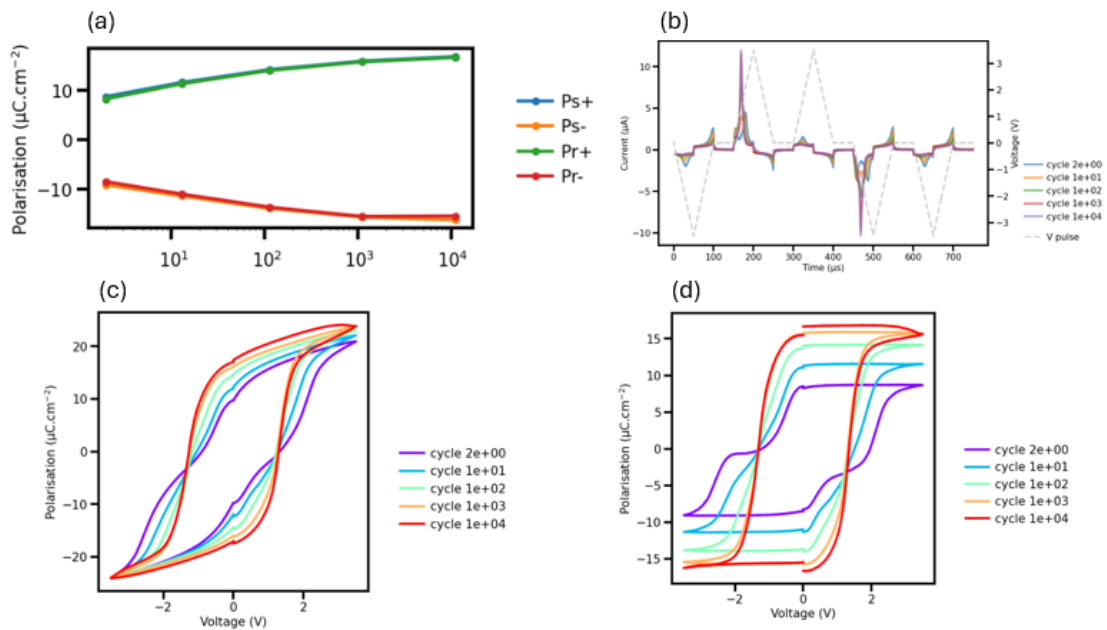 (a)
Polarisation (µC.cm⁻²)
10
0
−10
10¹
10²
10³
10⁴
Ps+
Ps-
Pr+
Pr-
(b)
Current (µA)
10
5
0
−5
−10
0
100
200
300
400
500
600
700
Time (µs)
3
2
1
0
−1
−2
−3
Voltage (V)
cycle 2e+00
cycle 1e+01
cycle 1e+02
cycle 1e+03
cycle 1e+04
V pulse
(c)
Polarisation (µC.cm⁻²)
20
10
0
−10
−20
−2
0
2
Voltage (V)
cycle 2e+00
cycle 1e+01
cycle 1e+02
cycle 1e+03
cycle 1e+04
(d)
Polarisation (µC.cm⁻²)
15
10
5
0
−5
−10
−15
−2
0
2
Voltage (V)
cycle 2e+00
cycle 1e+01
cycle 1e+02
cycle 1e+03
cycle 1e+04